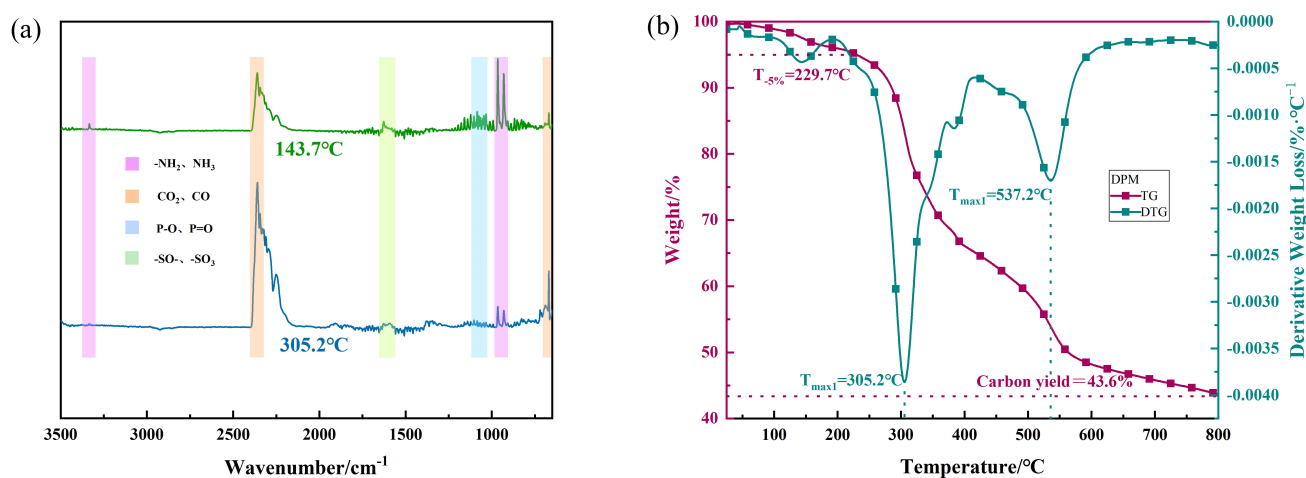 (a)
143.7℃
-NH₂、NH₃
CO₂、CO
P-O、P=O
-SO-、-SO₃
305.2℃
3500 3000 2500 2000 1500 1000
Wavenumber/cm⁻¹
(b)
100
90
80
70
60
50
40
Weight/%
T₋₅%=229.7℃
Tmax1=537.2℃
Tmax1=305.2℃
Carbon yield=43.6%
DPM
TG
DTG
0.0000
-0.0005
-0.0010
-0.0015
-0.0020
-0.0025
-0.0030
-0.0035
-0.0040
Derivative Weight Loss/%·℃⁻¹
100 200 300 400 500 600 700 800
Temperature/℃